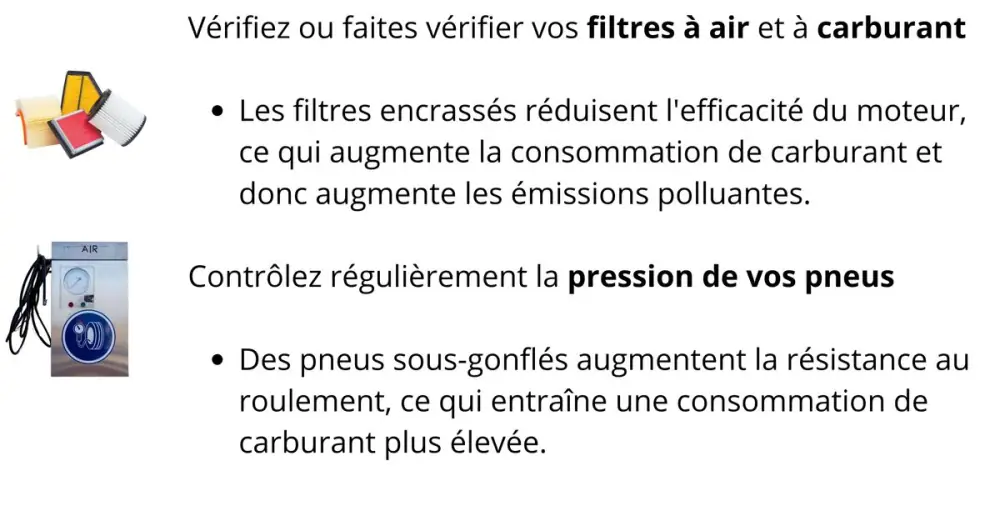 Vérifiez ou faites vérifier vos filtres à air et à carburant
• Les filtres encrassés réduisent l'efficacité du moteur,
ce qui augmente la consommation de carburant et
donc augmente les émissions polluantes.
AIR
Contrôlez régulièrement la pression de vos pneus
• Des pneus sous-gonflés augmentent la résistance au
roulement, ce qui entraîne une consommation de
carburant plus élevée.